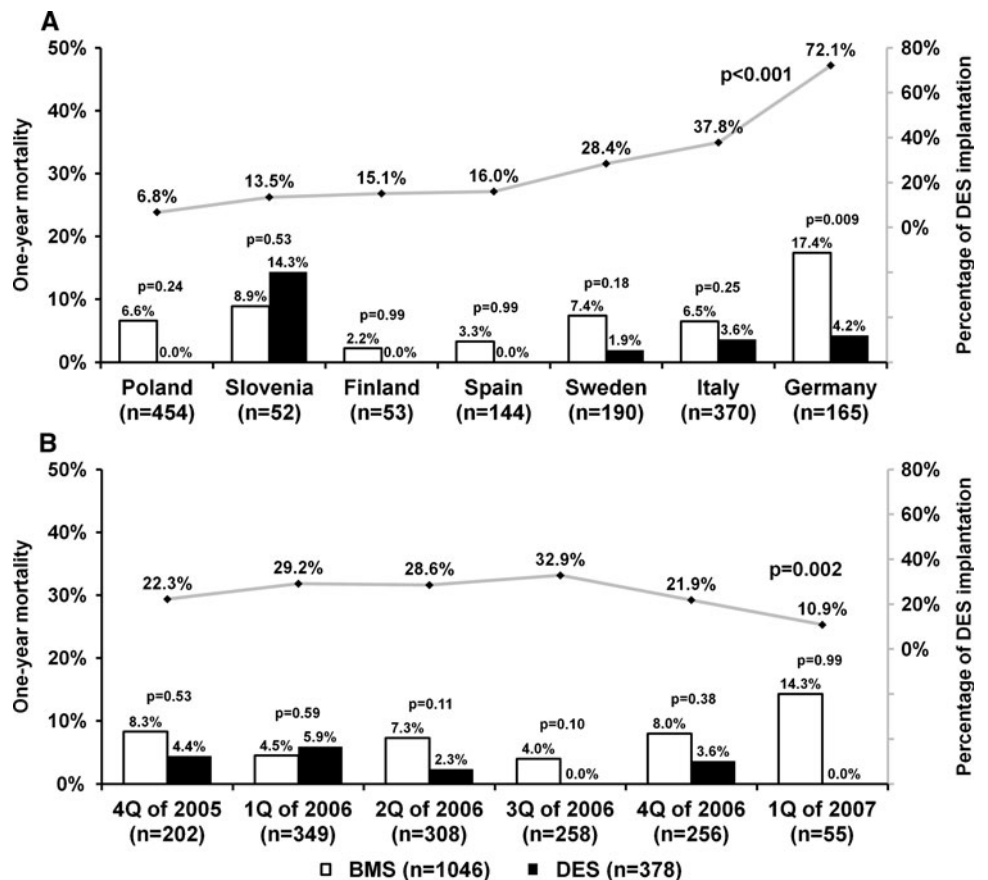 A
50%
40%
30%
20%
10%
0%
One-year mortality
80%
60%
40%
20%
0%
Percentage of DES implantation
p<0.001
6.8%
13.5%
15.1%
16.0%
28.4%
37.8%
72.1%
p=0.24
p=0.53
p=0.99
p=0.99
p=0.18
p=0.25
p=0.009
6.6%
0.0%
8.9%
14.3%
2.2%
0.0%
3.3%
0.0%
7.4%
1.9%
6.5%
3.6%
17.4%
4.2%
Poland Slovenia Finland Spain Sweden Italy Germany
(n=454) (n=52) (n=53) (n=144) (n=190) (n=370) (n=165)
B
50%
40%
30%
20%
10%
0%
One-year mortality
80%
60%
40%
20%
0%
Percentage of DES implantation
p=0.002
22.3%
29.2%
28.6%
32.9%
21.9%
10.9%
p=0.53
p=0.59
p=0.11
p=0.10
p=0.38
p=0.99
8.3%
4.4%
4.5%
5.9%
7.3%
2.3%
4.0%
0.0%
8.0%
3.6%
14.3%
0.0%
4Q of 2005 1Q of 2006 2Q of 2006 3Q of 2006 4Q of 2006 1Q of 2007
(n=202) (n=349) (n=308) (n=258) (n=256) (n=55)
BMS (n=1046) DES (n=378)